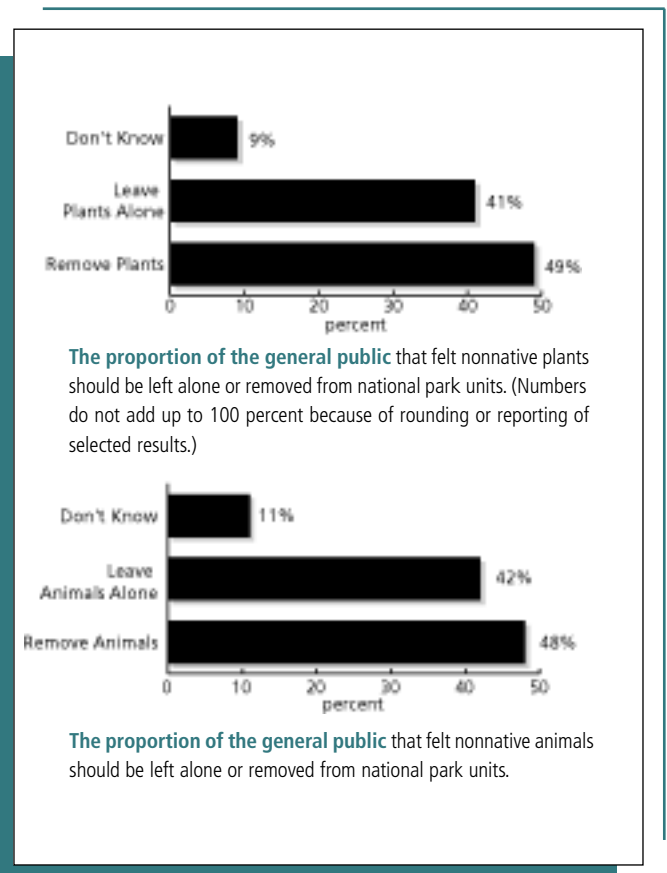 Don't Know
9%
Leave
Plants Alone
41%
Remove Plants
49%
0 10 20 30 40 50
percent
The proportion of the general public that felt nonnative plants
should be left alone or removed from national park units. (Numbers
do not add up to 100 percent because of rounding or reporting of
selected results.)
Don't Know
11%
Leave
Animals Alone
42%
Remove Animals
48%
0 10 20 30 40 50
percent
The proportion of the general public that felt nonnative animals
should be left alone or removed from national park units.